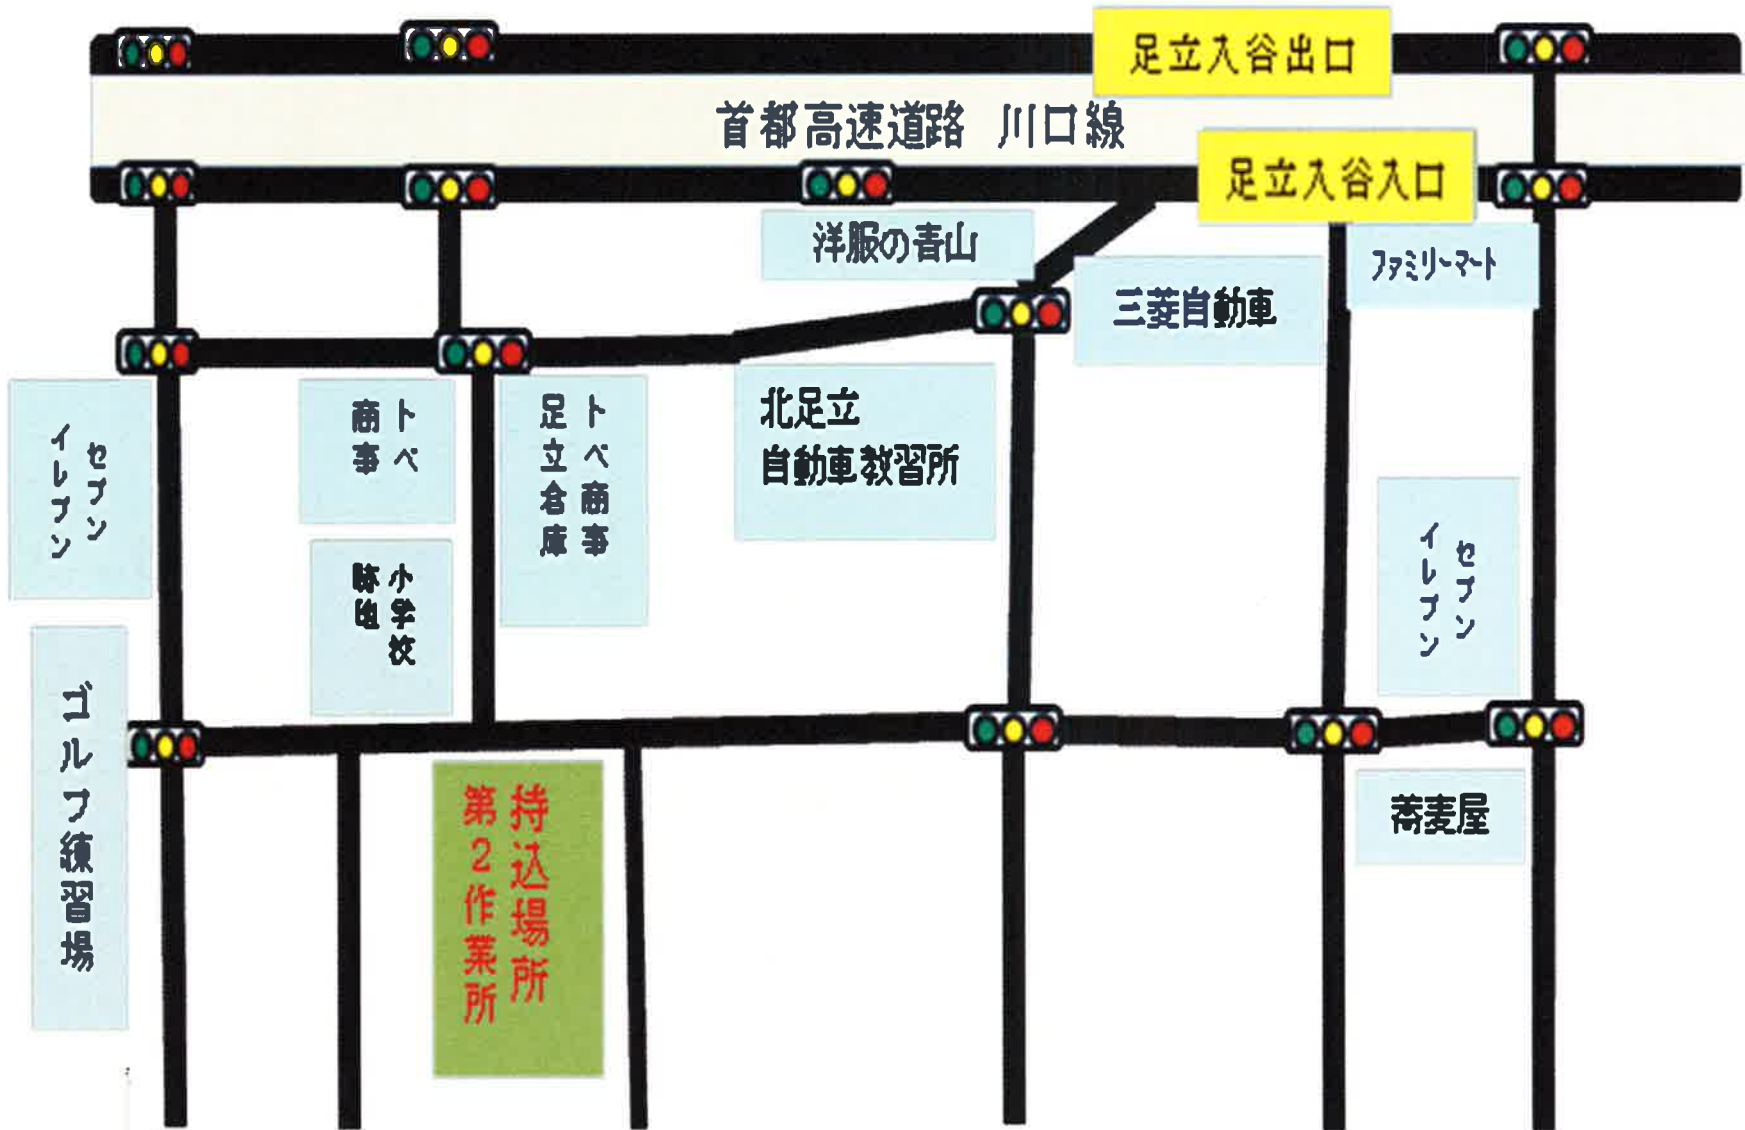 足立入谷出口
首都高速道路 川口線
足立入谷入口
洋服の青山
ファミリーマート
三菱自動車
トベ
商事
トベ商事
足立倉庫
北足立
自動車教習所
セブン
イレブン
セブン
イレブン
小学校
跡地
ゴルフ練習場
持込場所
第2作業所
蕎麦屋